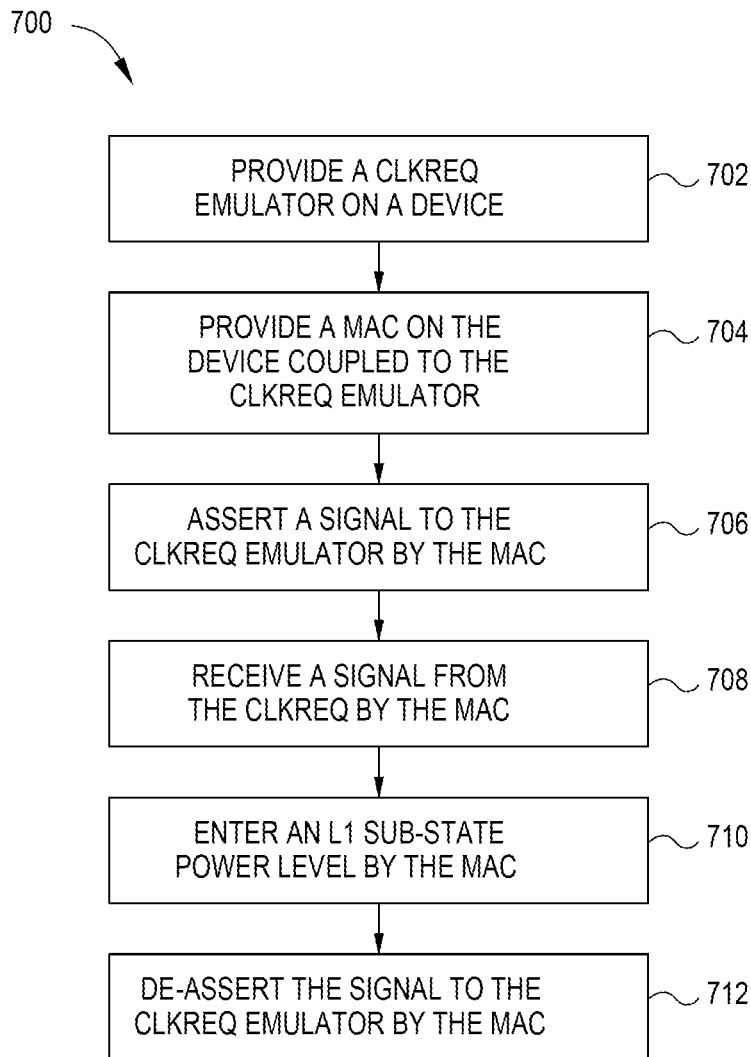 700
PROVIDE A CLKREQ
EMULATOR ON A DEVICE
702
PROVIDE A MAC ON THE
DEVICE COUPLED TO THE
CLKREQ EMULATOR
704
ASSERT A SIGNAL TO THE
CLKREQ EMULATOR BY THE MAC
706
RECEIVE A SIGNAL FROM
THE CLKREQ BY THE MAC
708
ENTER AN L1 SUB-STATE
POWER LEVEL BY THE MAC
710
DE-ASSERT THE SIGNAL TO THE
CLKREQ EMULATOR BY THE MAC
712